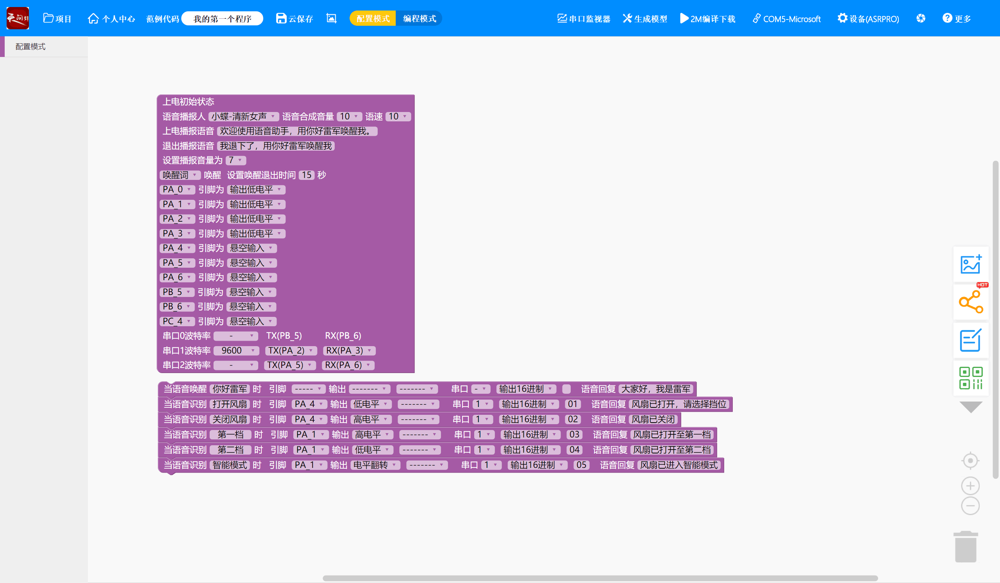 天问51 项目 个人中心 范例代码 我的第一个程序 云保存 配置模式 编程模式 串口监视器 生成模型 2M编译下载 COM5-Microsoft 设备(ASRPRO) 更多
配置模式
上电初始状态
语音播报人 小蝶-清新女声 语音合成音量 10 语速 10
上电播报语音 欢迎使用语音助手，用你好雷军唤醒我。
退出播报语音 我退下了，用你好雷军唤醒我
设置播报音量为 7
唤醒词 唤醒 设置唤醒退出时间 15 秒
PA_0 引脚为 输出低电平
PA_1 引脚为 输出低电平
PA_2 引脚为 输出低电平
PA_3 引脚为 输出低电平
PA_4 引脚为 悬空输入
PA_5 引脚为 悬空输入
PA_6 引脚为 悬空输入
PB_5 引脚为 悬空输入
PB_6 引脚为 悬空输入
PC_4 引脚为 悬空输入
串口0波特率 - TX(PB_5) RX(PB_6)
串口1波特率 9600 TX(PA_2) RX(PA_3)
串口2波特率 - TX(PA_5) RX(PA_6)
当语音唤醒 你好雷军 时 引脚 ----- 输出 ------- ------- 串口 - 输出16进制 语音回复 大家好，我是雷军
当语音识别 打开风扇 时 引脚 PA_4 输出 低电平 ------- 串口 1 输出16进制 01 语音回复 风扇已打开，请选择挡位
当语音识别 关闭风扇 时 引脚 PA_4 输出 高电平 ------- 串口 1 输出16进制 02 语音回复 风扇已关闭
当语音识别 第一档 时 引脚 PA_1 输出 高电平 ------- 串口 1 输出16进制 03 语音回复 风扇已打开至第一档
当语音识别 第二档 时 引脚 PA_1 输出 低电平 ------- 串口 1 输出16进制 04 语音回复 风扇已打开至第二档
当语音识别 智能模式 时 引脚 PA_1 输出 电平翻转 ------- 串口 1 输出16进制 05 语音回复 风扇已进入智能模式
HOT